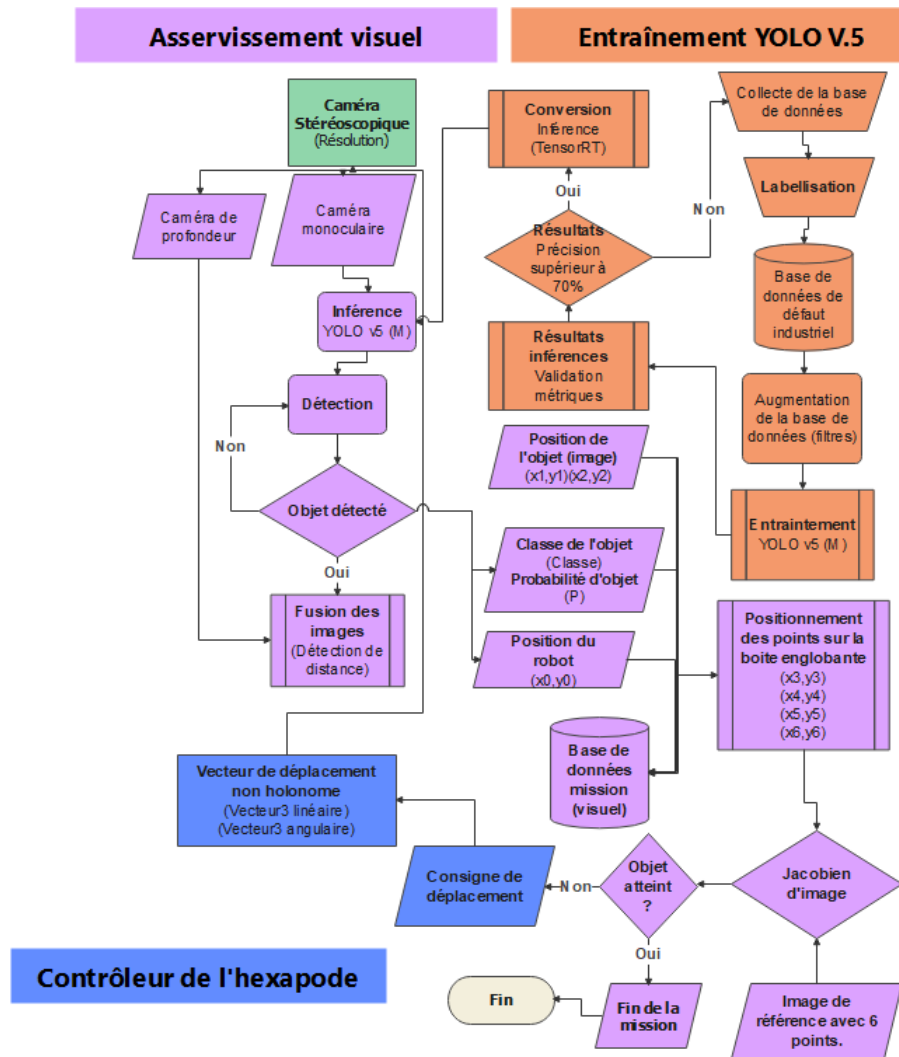 Asservissement visuel
Entraînement YOLO V.5
Caméra
Stéréoscopique
(Résolution)
Conversion
Inférence
(TensorRT)
Collecte de la base
de données
Oui
Non
Labellisation
Caméra de
profondeur
Caméra
monoculaire
Résultats
Précision
supérieur à
70%
Base de
données de
défaut
industriel
Inférence
YOLO v5 (M)
Résultats
inférences
Validation
métriques
Détection
Non
Augmentation
de la base de
données (filtres)
Position de
l'objet (image)
(x1,y1)(x2,y2)
Objet détecté
Entraintement
YOLO v5 (M)
Classe de l'objet
(Classe)
Probabilité d'objet
(P)
Oui
Fusion des
images
(Détection de
distance)
Position du
robot
(x0,y0)
Positionnement
des points sur la
boite englobante
(x3,y3)
(x4,y4)
(x5,y5)
(x6,y6)
Base de
données
mission
(visuel)
Vecteur de déplacement
non holonome
(Vecteur3 linéaire)
(Vecteur3 angulaire)
Consigne de
déplacement
Non
Objet
atteint
?
Jacobien
d'image
Oui
Contrôleur de l'hexapode
Fin
Fin de la
mission
Image de
référence avec 6
points.